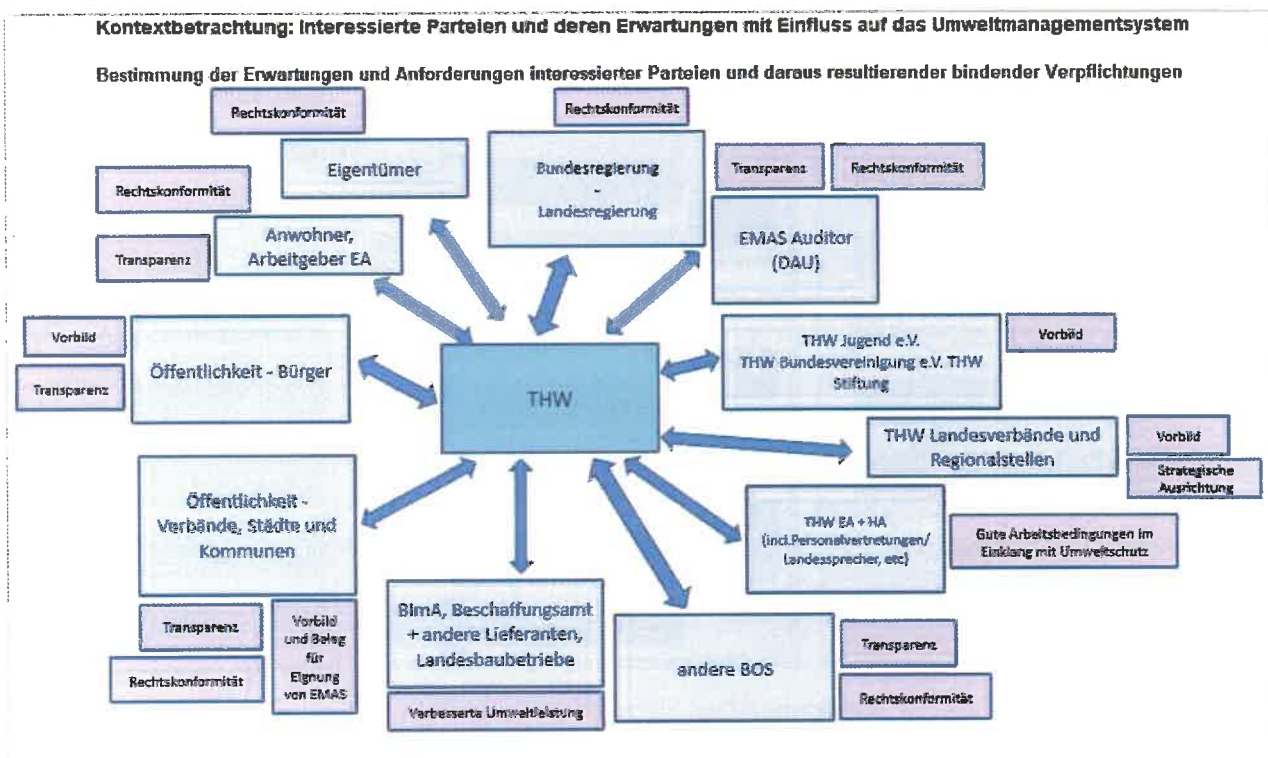 Kontextbetrachtung: Interessierte Parteien und deren Erwartungen mit Einfluss auf das Umweltmanagementsystem
Bestimmung der Erwartungen und Anforderungen interessierter Parteien und daraus resultierender bindender Verpflichtungen
Rechtskonformität
Eigentümer
Rechtskonformität
Bundesregierung
-
Landesregierung
Transparenz
Rechtskonformität
EMAS Auditor
(DAU)
Rechtskonformität
Transparenz
Anwohner,
Arbeitgeber EA
Vorbild
Transparenz
Öffentlichkeit - Bürger
THW
THW Jugend e.V.
THW Bundesvereinigung e.V. THW
Stiftung
Vorbild
THW Landesverbände und
Regionalstellen
Vorbild
Strategische
Ausrichtung
Öffentlichkeit -
Verbände, Städte und
Kommunen
Transparenz
Rechtskonformität
Vorbild
und Beleg
für
Eignung
von EMAS
THW EA + HA
(incl.Personalvertretungen/
Landessprecher, etc)
Gute Arbeitsbedingungen im
Einklang mit Umweltschutz
BImA, Beschaffungsamt
+ andere Lieferanten,
Landesbaubetriebe
Verbesserte Umweltleistung
andere BOS
Transparenz
Rechtskonformität